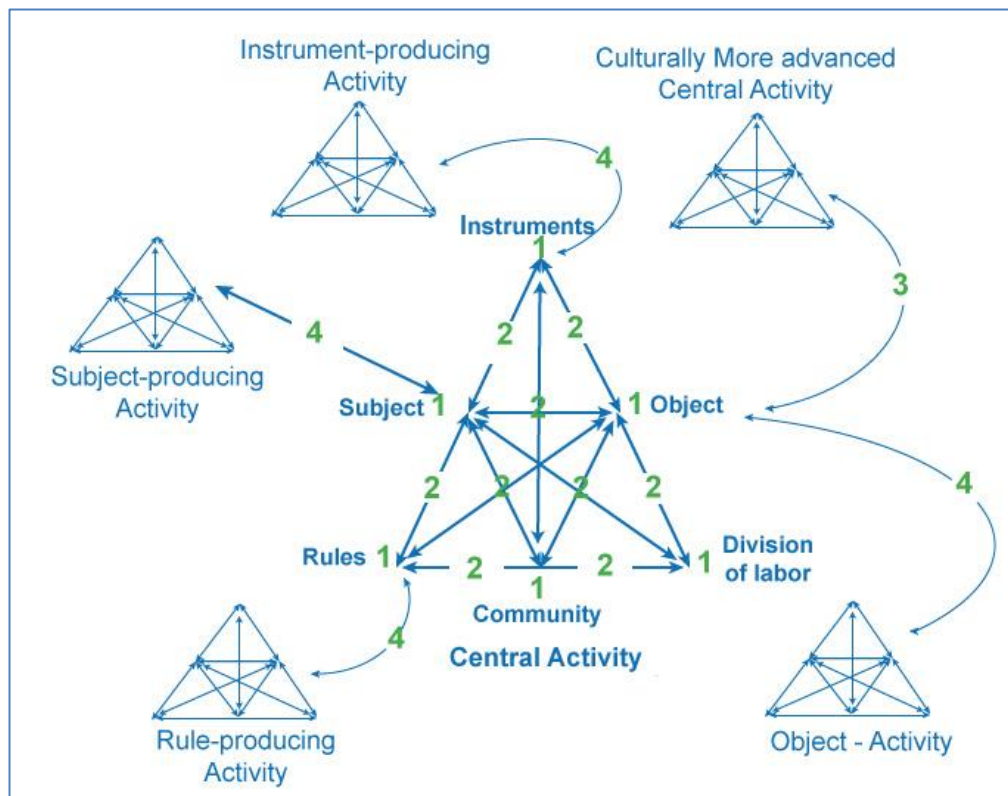 Instrument-producing
Activity
Culturally More advanced
Central Activity
4
Instruments
1
3
Subject-producing
Activity
4
2
2
Subject 1
2
1 Object
4
2
2
2
2
Rules 1
2
2
1
Division
of labor
1
Community
Central Activity
4
Rule-producing
Activity
Object - Activity